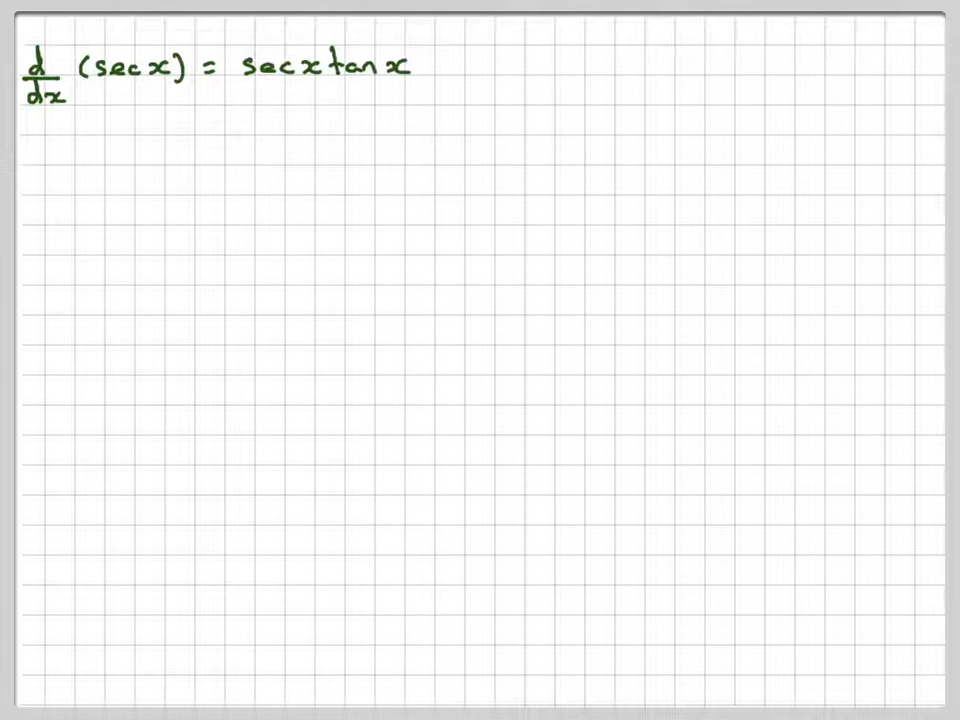 d/dx (sec x) = sec x tan x